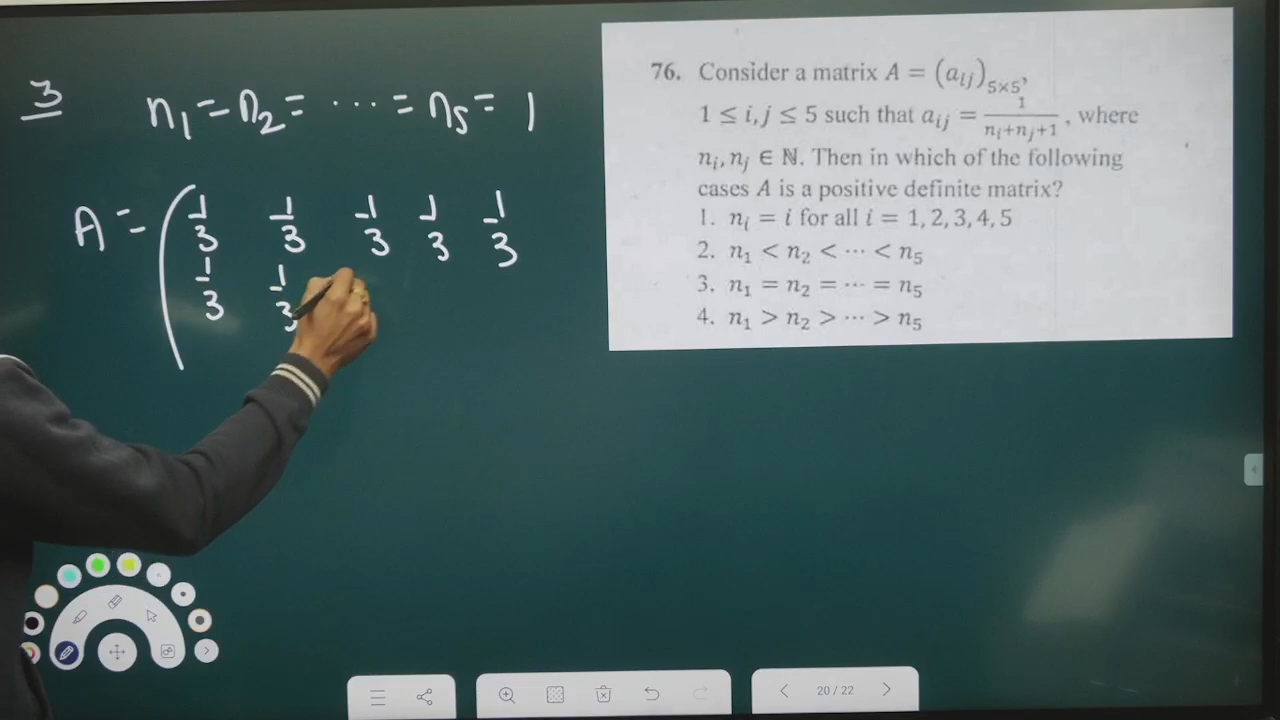 3
n₁ = n₂ = ··· = n₅ = 1
A = ( 1/3 1/3 1/3 1/3 1/3
1/3 1/3
76. Consider a matrix A = (aᵢⱼ)₅ₓ₅,
1 ≤ i, j ≤ 5 such that aᵢⱼ = 1/(nᵢ+nⱼ+1), where
nᵢ, nⱼ ∈ ℕ. Then in which of the following
cases A is a positive definite matrix?
1. nᵢ = i for all i = 1, 2, 3, 4, 5
2. n₁ < n₂ < ··· < n₅
3. n₁ = n₂ = ··· = n₅
4. n₁ > n₂ > ··· > n₅
20 / 22